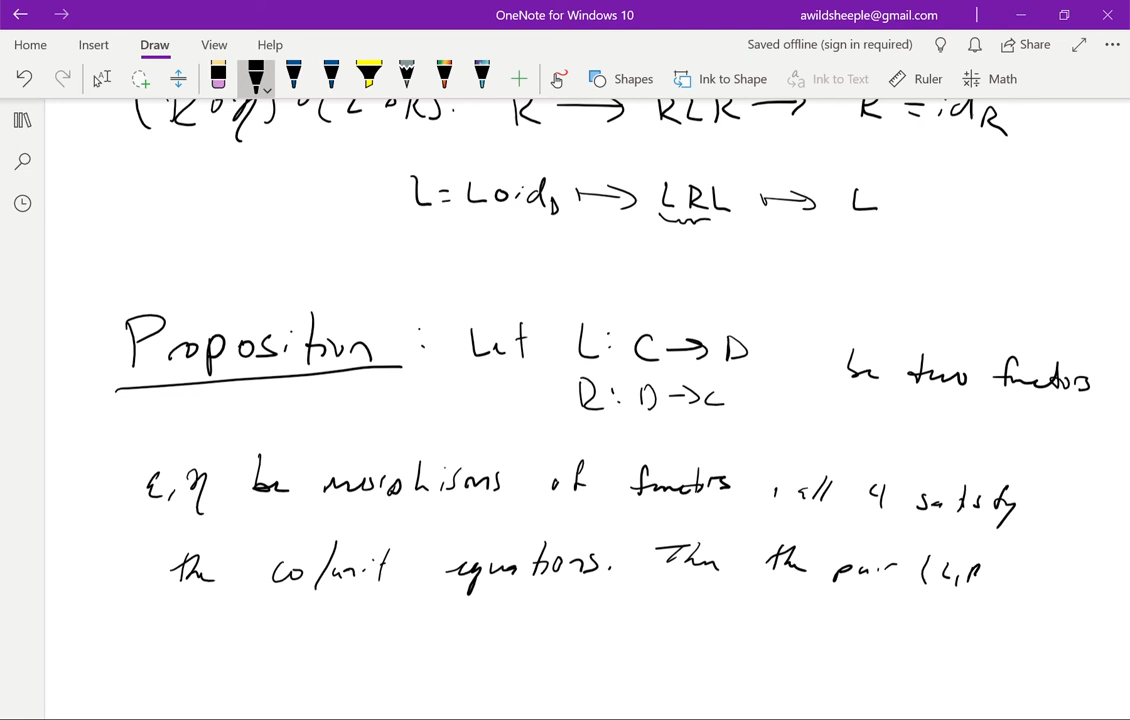 OneNote for Windows 10
awildsheeple@gmail.com
Home Insert Draw View Help
Saved offline (sign in required)
Share
Shapes
Ink to Shape
Ink to Text
Ruler
Math
R → RLR → R = id_R
L = L∘id_D ↦ LRL ↦ L
Proposition : Let L: C → D
R: D → C
be two functors
ε, η be morphisms of functors, all 4 satisfy
the co/unit equations. Then the pair (L,R